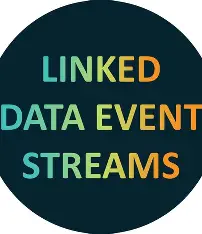 LINKED
DATA EVENT
STREAMS